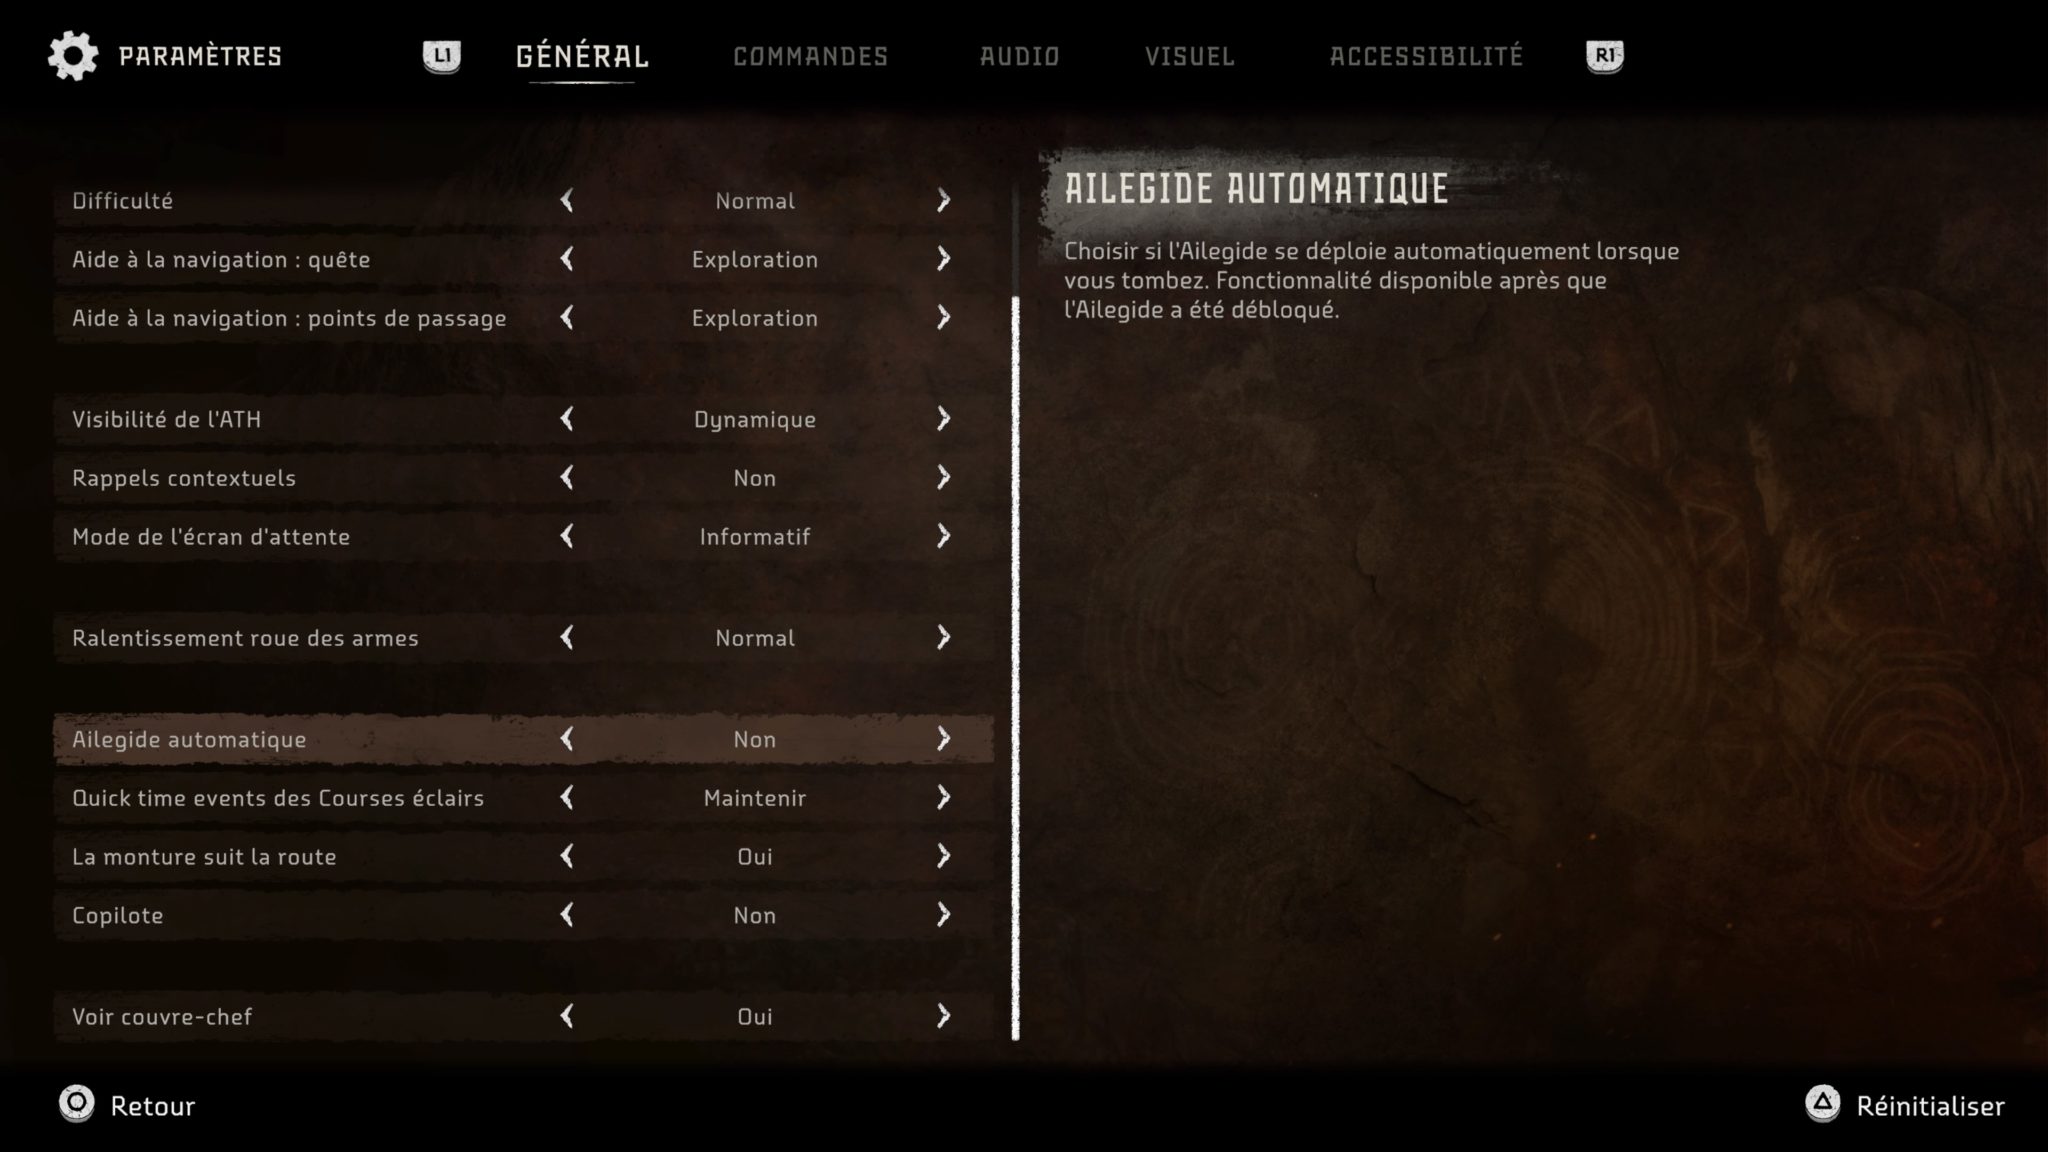 PARAMÈTRES
L1
GÉNÉRAL
COMMANDES
AUDIO
VISUEL
ACCESSIBILITÉ
R1
Difficulté
Normal
Aide à la navigation : quête
Exploration
Aide à la navigation : points de passage
Exploration
Visibilité de l'ATH
Dynamique
Rappels contextuels
Non
Mode de l'écran d'attente
Informatif
Ralentissement roue des armes
Normal
Ailegide automatique
Non
Quick time events des Courses éclairs
Maintenir
La monture suit la route
Oui
Copilote
Non
Voir couvre-chef
Oui
AILEGIDE AUTOMATIQUE
Choisir si l'Ailegide se déploie automatiquement lorsque
vous tombez. Fonctionnalité disponible après que
l'Ailegide a été débloqué.
Retour
Réinitialiser